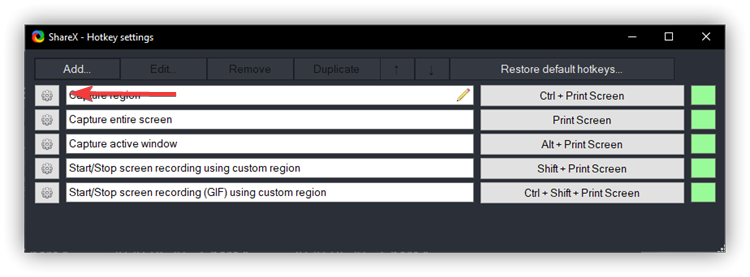 ShareX - Hotkey settings
Add... Edit... Remove Duplicate ↑ ↓ Restore default hotkeys...
Capture region Ctrl + Print Screen
Capture entire screen Print Screen
Capture active window Alt + Print Screen
Start/Stop screen recording using custom region Shift + Print Screen
Start/Stop screen recording (GIF) using custom region Ctrl + Shift + Print Screen